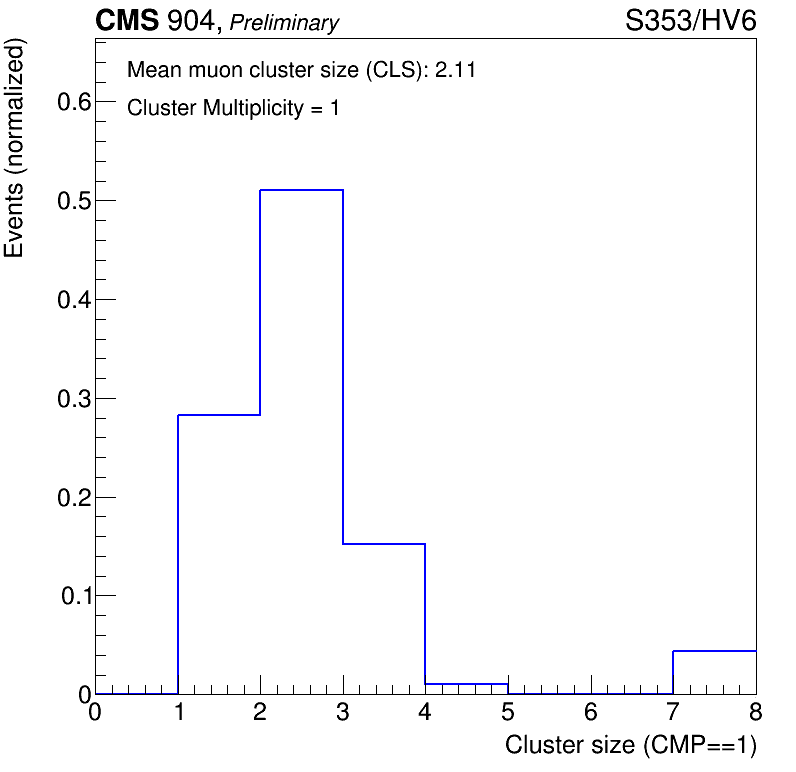 CMS 904, Preliminary S353/HV6
Mean muon cluster size (CLS): 2.11
Cluster Multiplicity = 1
Events (normalized)
0.6
0.5
0.4
0.3
0.2
0.1
0
0 1 2 3 4 5 6 7 8
Cluster size (CMP==1)